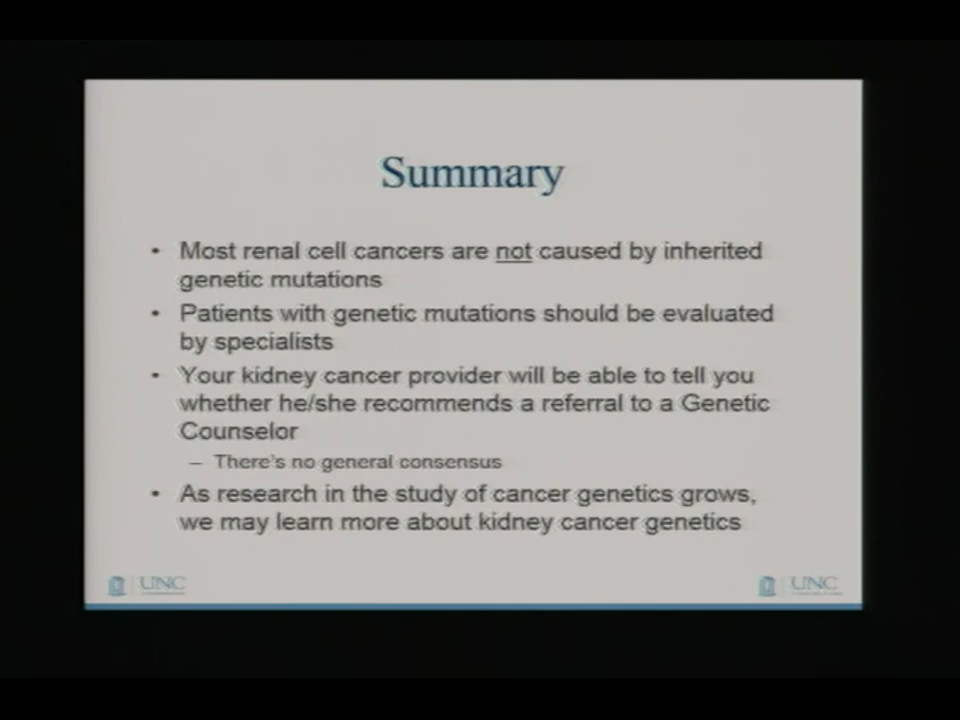 Summary
• Most renal cell cancers are not caused by inherited
genetic mutations
• Patients with genetic mutations should be evaluated
by specialists
• Your kidney cancer provider will be able to tell you
whether he/she recommends a referral to a Genetic
Counselor
– There's no general consensus
• As research in the study of cancer genetics grows,
we may learn more about kidney cancer genetics
UNC
UNC